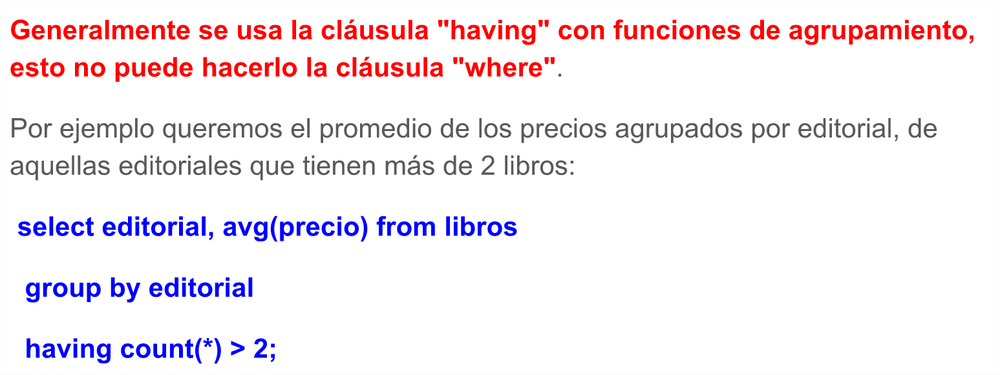 Generalmente se usa la cláusula "having" con funciones de agrupamiento,
esto no puede hacerlo la cláusula "where".
Por ejemplo queremos el promedio de los precios agrupados por editorial, de
aquellas editoriales que tienen más de 2 libros:
select editorial, avg(precio) from libros
group by editorial
having count(*) > 2;